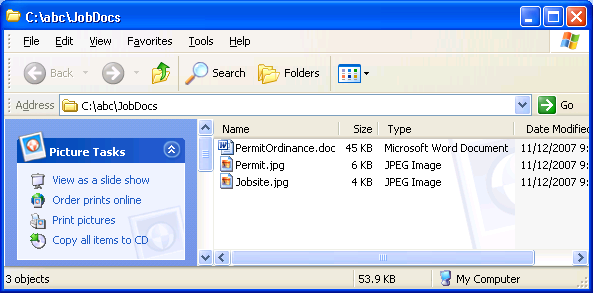 C:\abc\JobDocs
File Edit View Favorites Tools Help
Back Search Folders
Address C:\abc\JobDocs Go
Name Size Type Date Modified
PermitOrdinance.doc 45 KB Microsoft Word Document 11/12/2007 9:
Permit.jpg 6 KB JPEG Image 11/12/2007 9:
Jobsite.jpg 4 KB JPEG Image 11/12/2007 9:
Picture Tasks
View as a slide show
Order prints online
Print pictures
Copy all items to CD
3 objects 53.9 KB My Computer